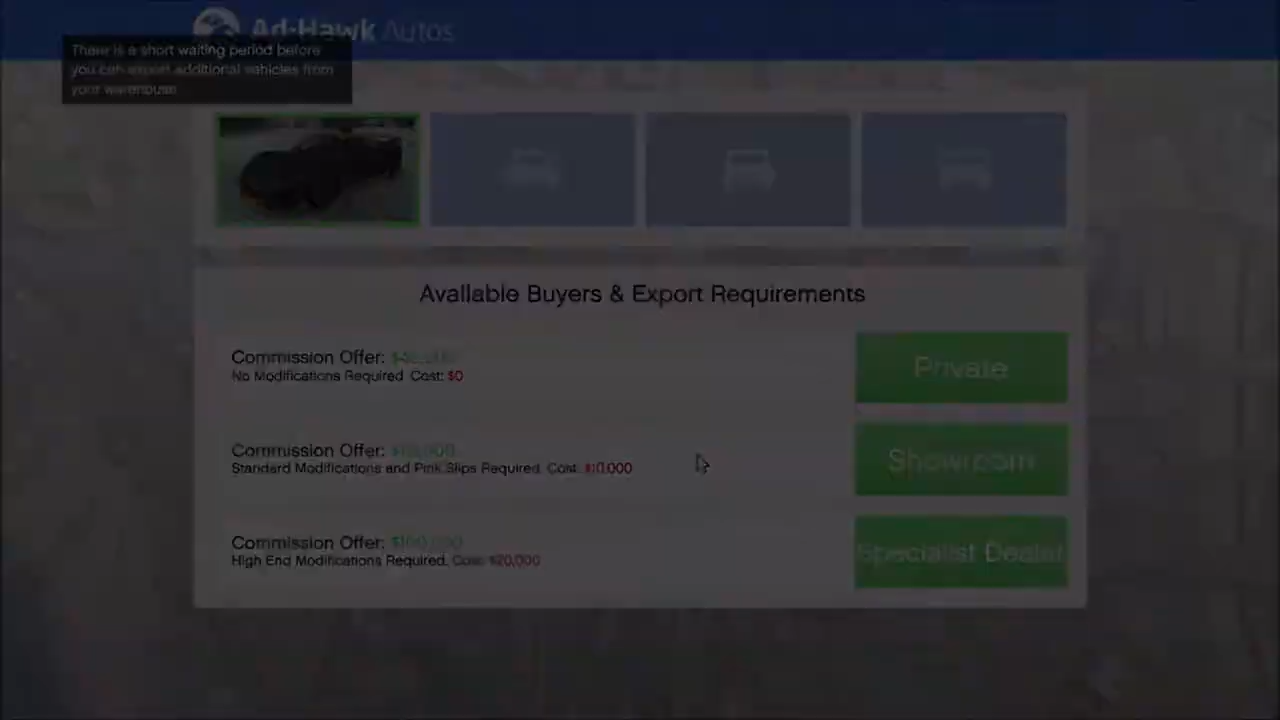 Ad-Hawk Autos
There is a short waiting period before
you can export additional vehicles from
your warehouse.
Available Buyers & Export Requirements
Commission Offer:
No Modifications Required. Cost: $0
Private
Commission Offer:
Standard Modifications and Pink Slips Required. Cost: $10,000
Showroom
Commission Offer: $100,000
High End Modifications Required. Cost: $20,000
Specialist Dealer